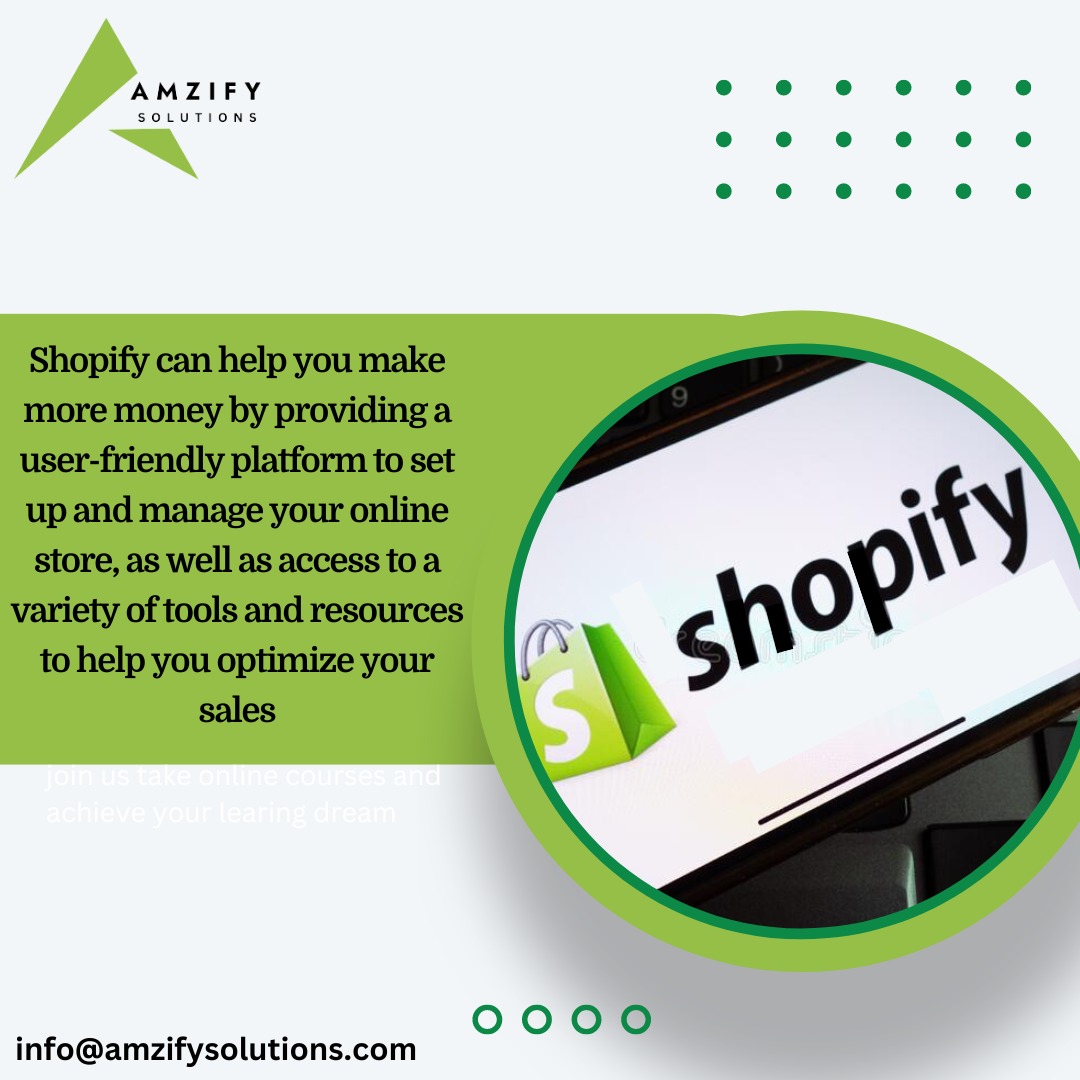 AMZIFY
SOLUTIONS
9
Shopify can help you make
more money by providing a
user-friendly platform to set
up and manage your online
store, as well as access to a
variety of tools and resources
to help you optimize your
sales
shopify
S
join us take online courses and
achieve your learing dream
info@amzifysolutions.com